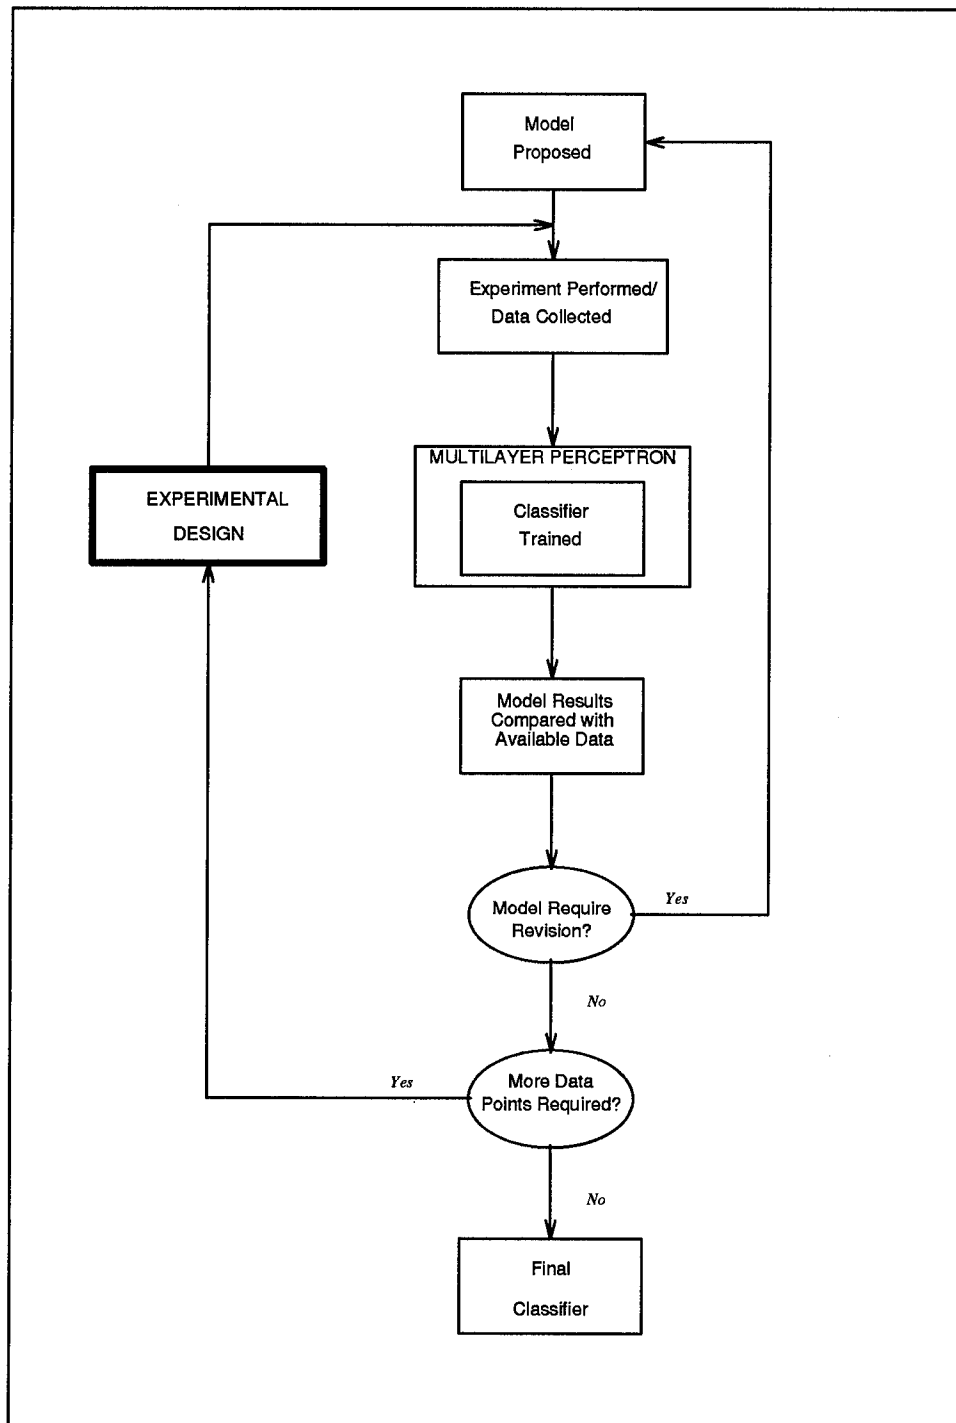 Model
Proposed
Experiment Performed/
Data Collected
MULTILAYER PERCEPTRON
Classifier
Trained
EXPERIMENTAL
DESIGN
Model Results
Compared with
Available Data
Model Require
Revision?
Yes
No
More Data
Points Required?
Yes
No
Final
Classifier